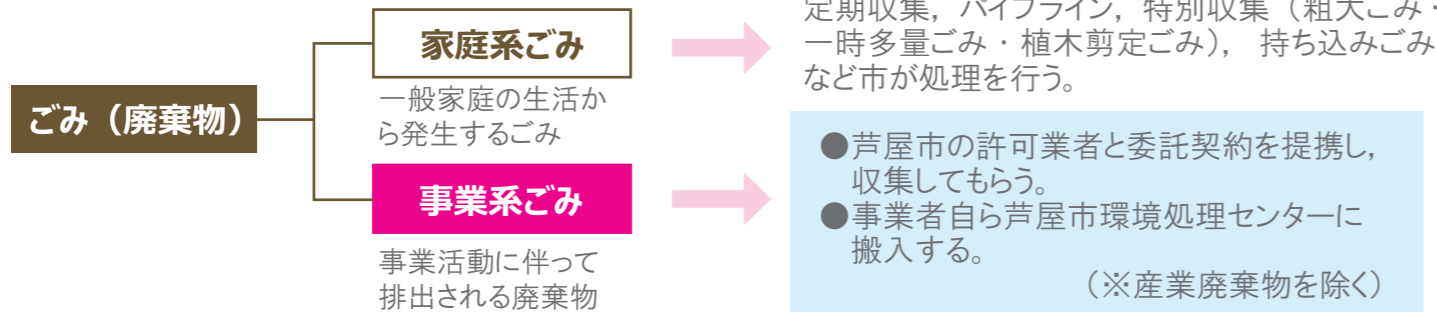 ごみ（廃棄物）
家庭系ごみ
一般家庭の生活か
ら発生するごみ
定期収集，パイプライン，特別収集（粗大ごみ・
一時多量ごみ・植木剪定ごみ），持ち込みごみ
など市が処理を行う。
事業系ごみ
事業活動に伴って
排出される廃棄物
●芦屋市の許可業者と委託契約を提携し，
収集してもらう。
●事業者自ら芦屋市環境処理センターに
搬入する。
（※産業廃棄物を除く）